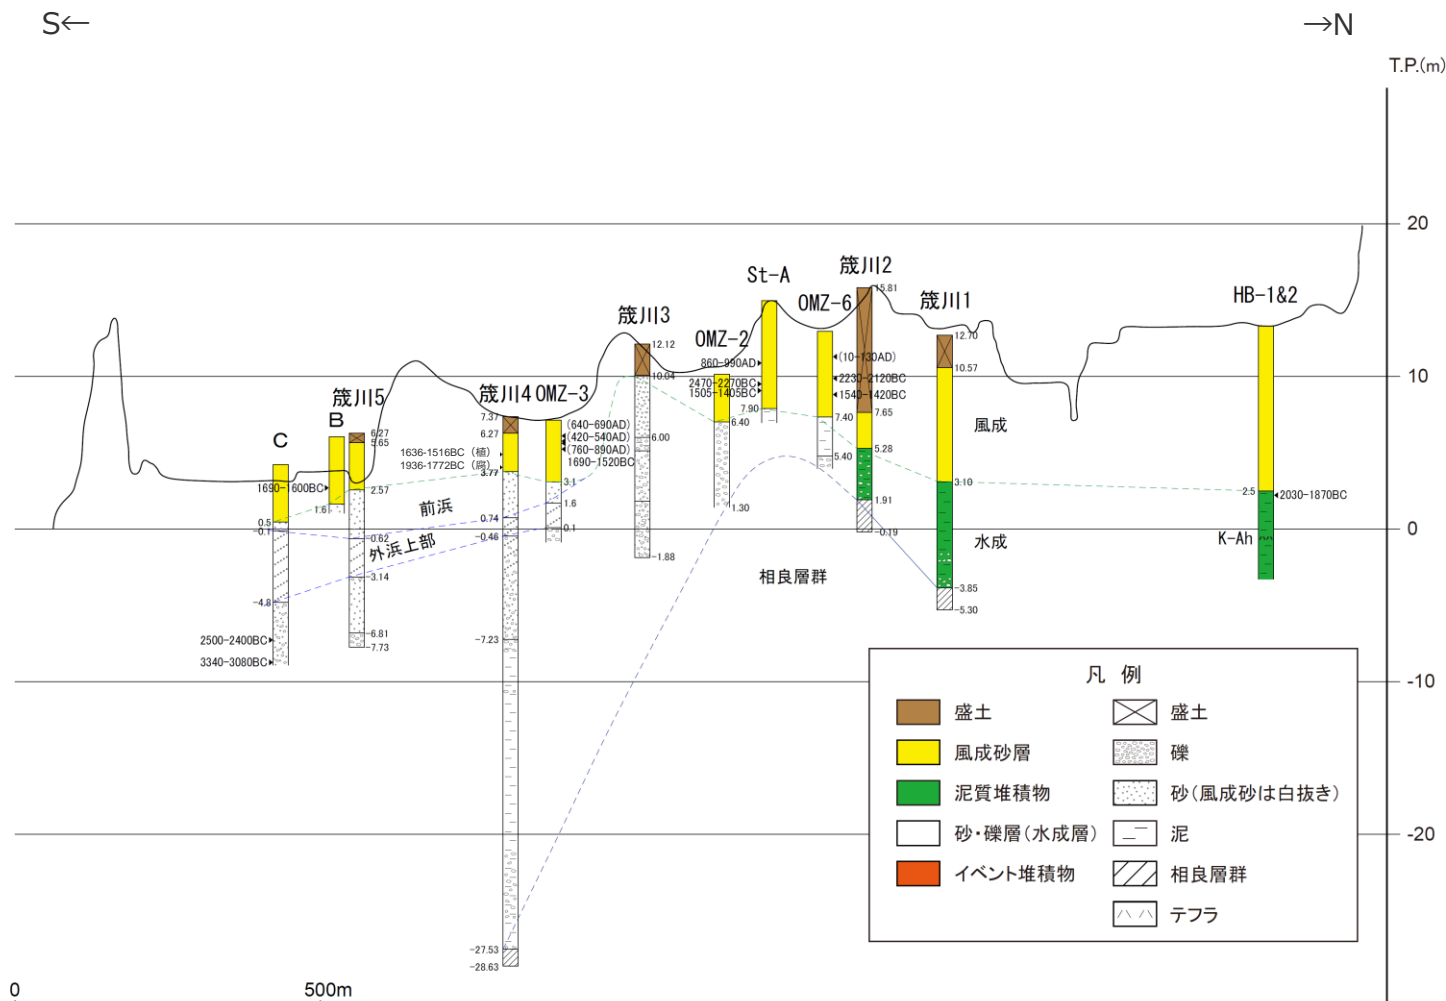 S←
→N
T.P.(m)
20
10
0
-10
-20
C
0.5
-0.1
-4.8
2500-2400BC
3340-3080BC
B
1690-1600BC
1.6
筬川5
6.27
5.65
2.57
-0.62
-3.14
-6.81
-7.73
前浜
外浜上部
筬川4
7.37
6.27
1636-1516BC (植)
1936-1772BC (腐)
3.77
0.74
-0.46
-7.23
-27.53
-28.63
OMZ-3
(640-690AD)
(420-540AD)
(760-890AD)
1690-1520BC
3.1
1.6
0.1
筬川3
12.12
10.04
6.00
-1.88
OMZ-2
6.40
1.30
St-A
860-990AD
2470-2270BC
1505-1405BC
7.90
OMZ-6
(10-130AD)
2230-2120BC
1540-1420BC
7.40
5.40
筬川2
15.81
7.65
5.28
1.91
-0.19
筬川1
12.70
10.57
3.10
-3.85
-5.30
風成
水成
相良層群
HB-1&2
2.5
2030-1870BC
K-Ah
凡 例
盛土
風成砂層
泥質堆積物
砂・礫層(水成層)
イベント堆積物
盛土
礫
砂(風成砂は白抜き)
泥
相良層群
テフラ
0
500m